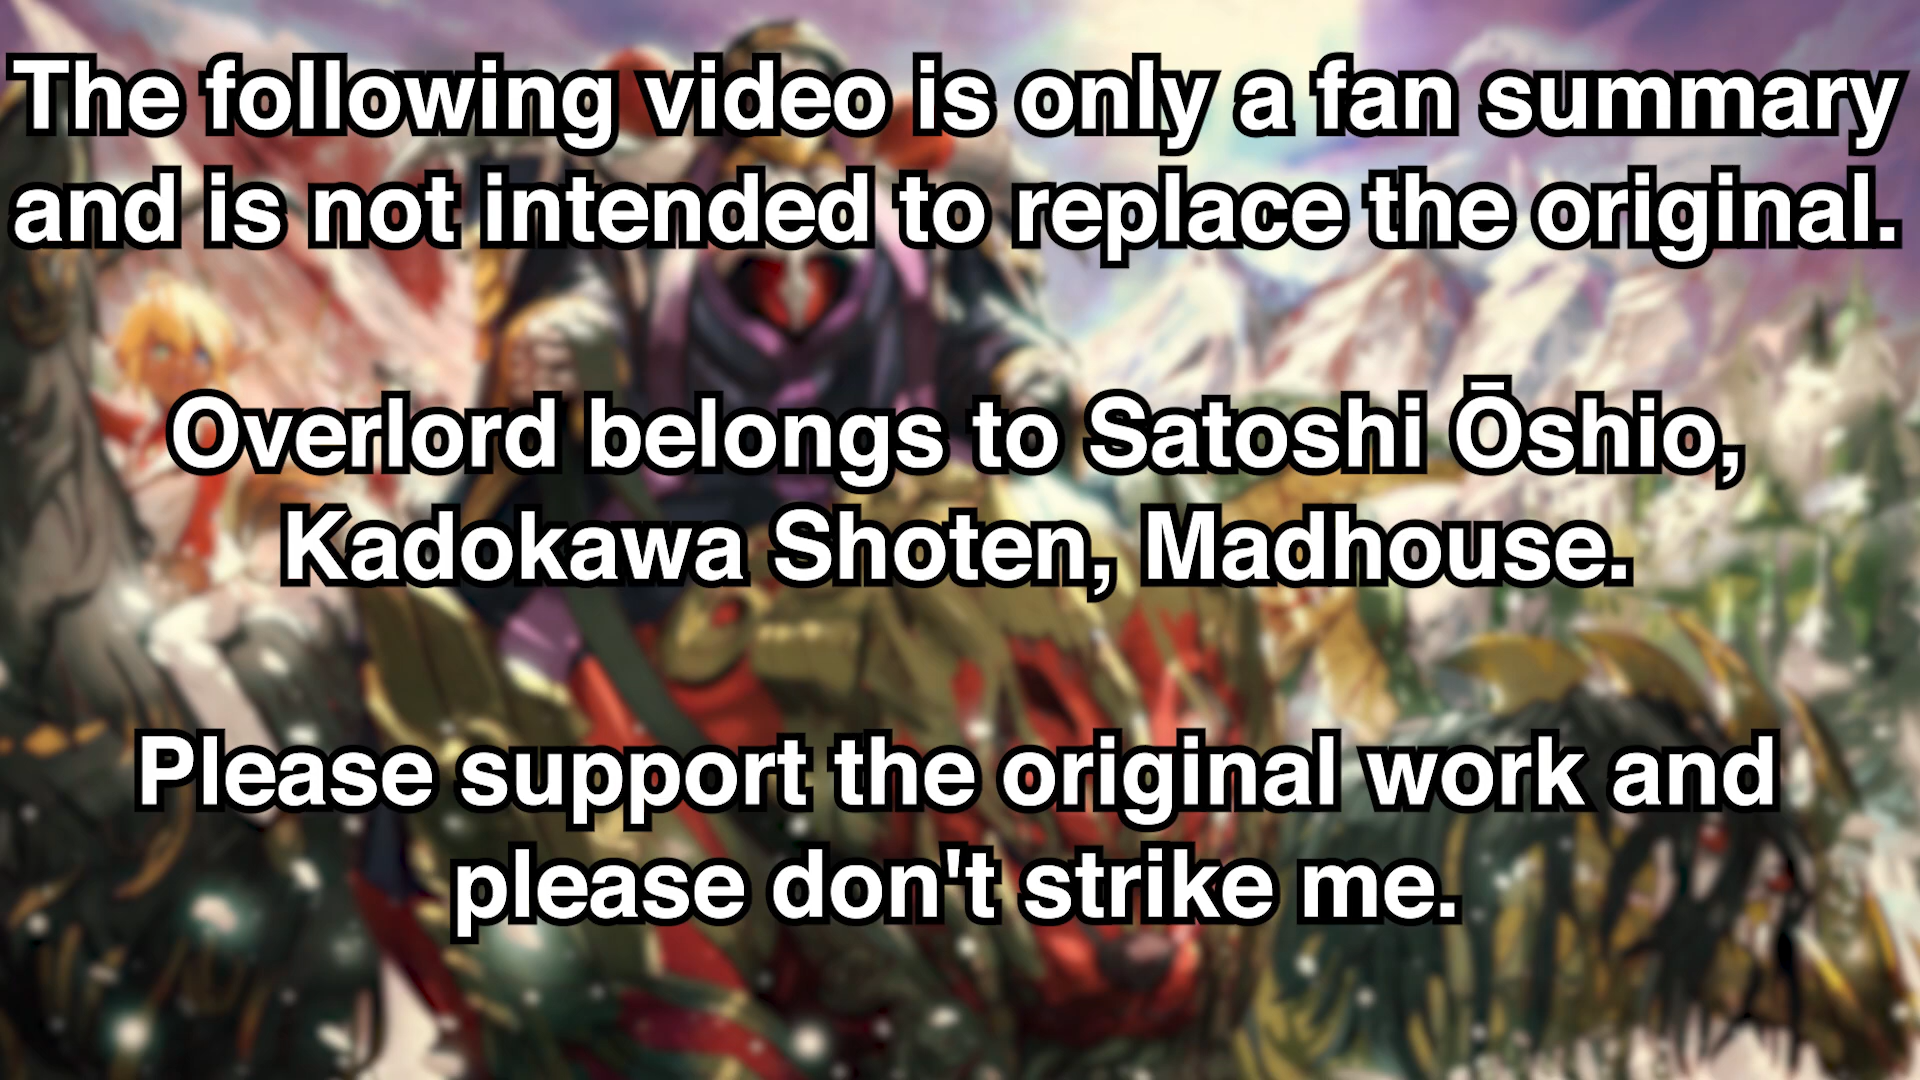 The following video is only a fan summary
and is not intended to replace the original.
Overlord belongs to Satoshi Ōshio,
Kadokawa Shoten, Madhouse.
Please support the original work and
please don't strike me.